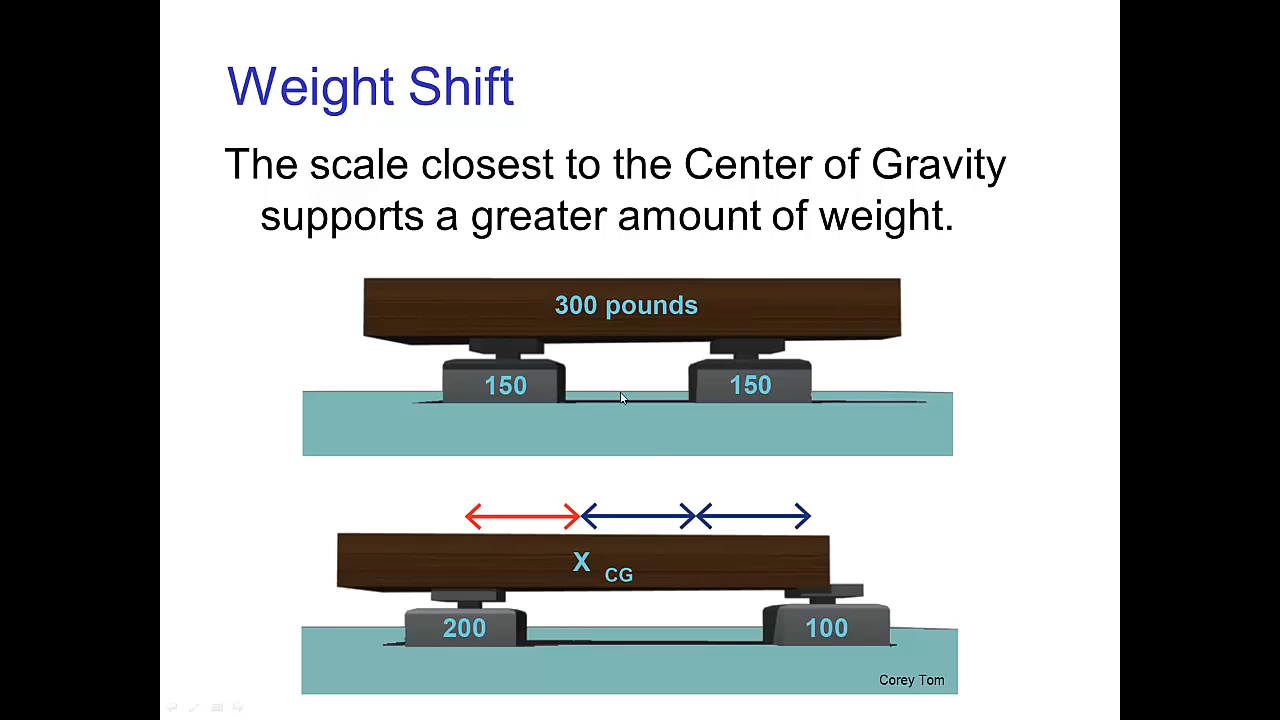 Weight Shift
The scale closest to the Center of Gravity
supports a greater amount of weight.
300 pounds
150 150
X CG
200 100
Corey Tom